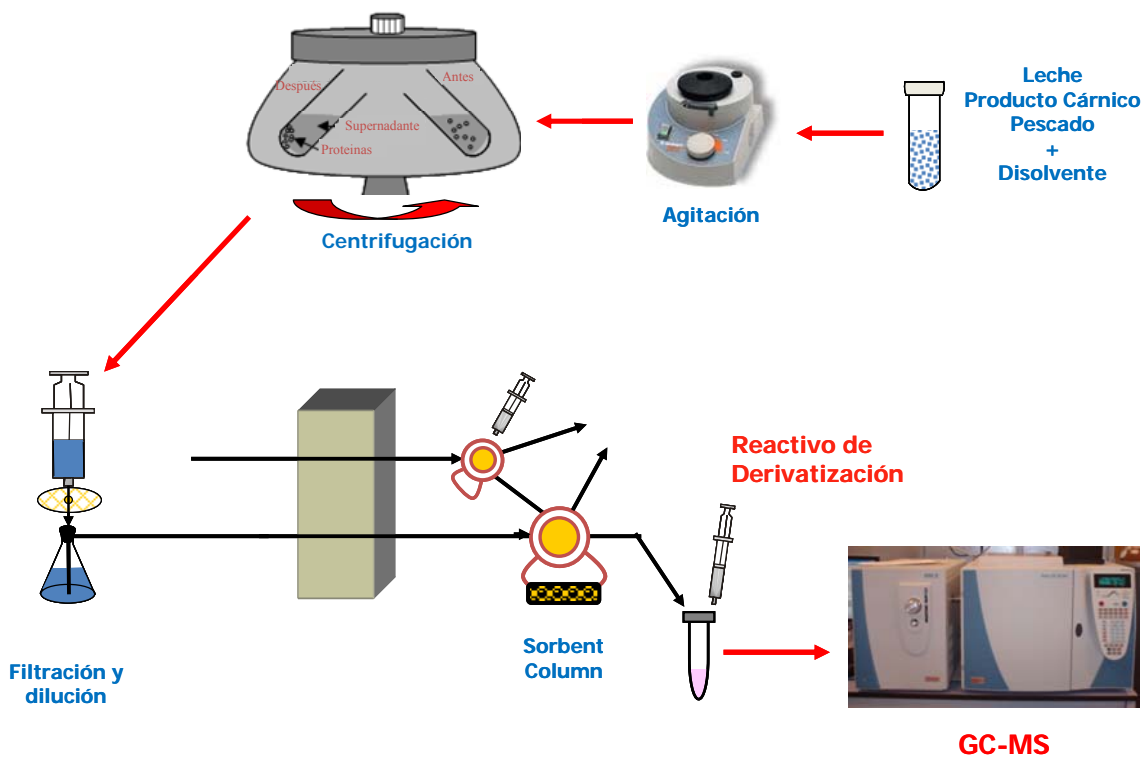 Leche
Producto Cárnico
Pescado
+
Disolvente
Agitación
Después
Antes
Supernadante
Proteinas
Centrifugación
Filtración y
dilución
Sorbent
Column
Reactivo de
Derivatización
GC-MS